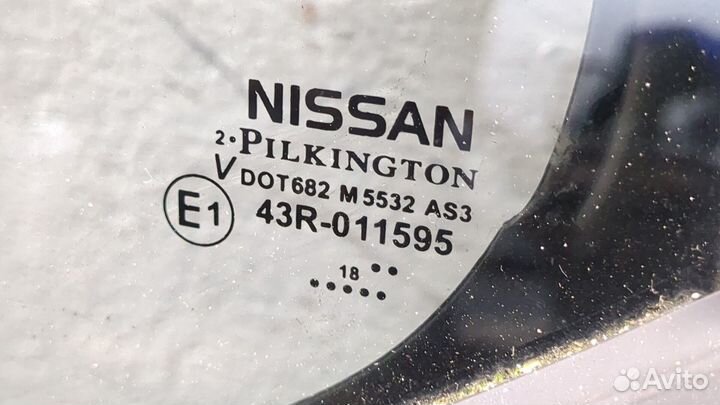 NISSAN
2. PILKINGTON
V DOT682 M5532 AS3
E1 43R-011595
18 ••
•••••
Avito